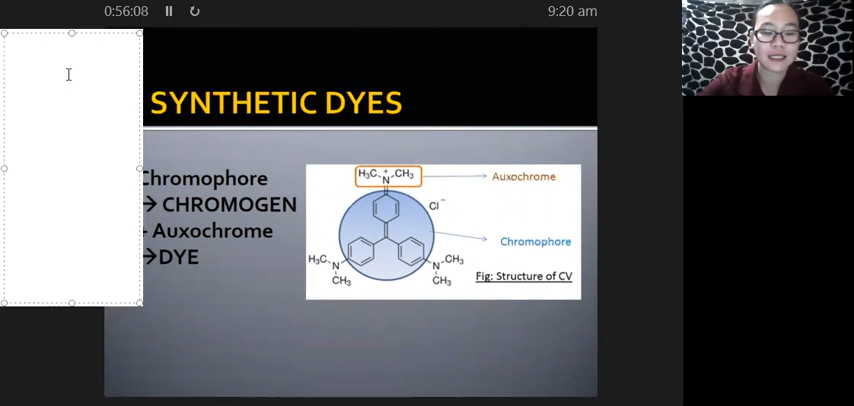 0:56:08
9:20 am
SYNTHETIC DYES
Chromophore
→ CHROMOGEN
+ Auxochrome
→DYE
H₃C CH₃
N⁺
Auxochrome
Cl⁻
Chromophore
H₃C N
CH₃
N CH₃
CH₃
Fig: Structure of CV